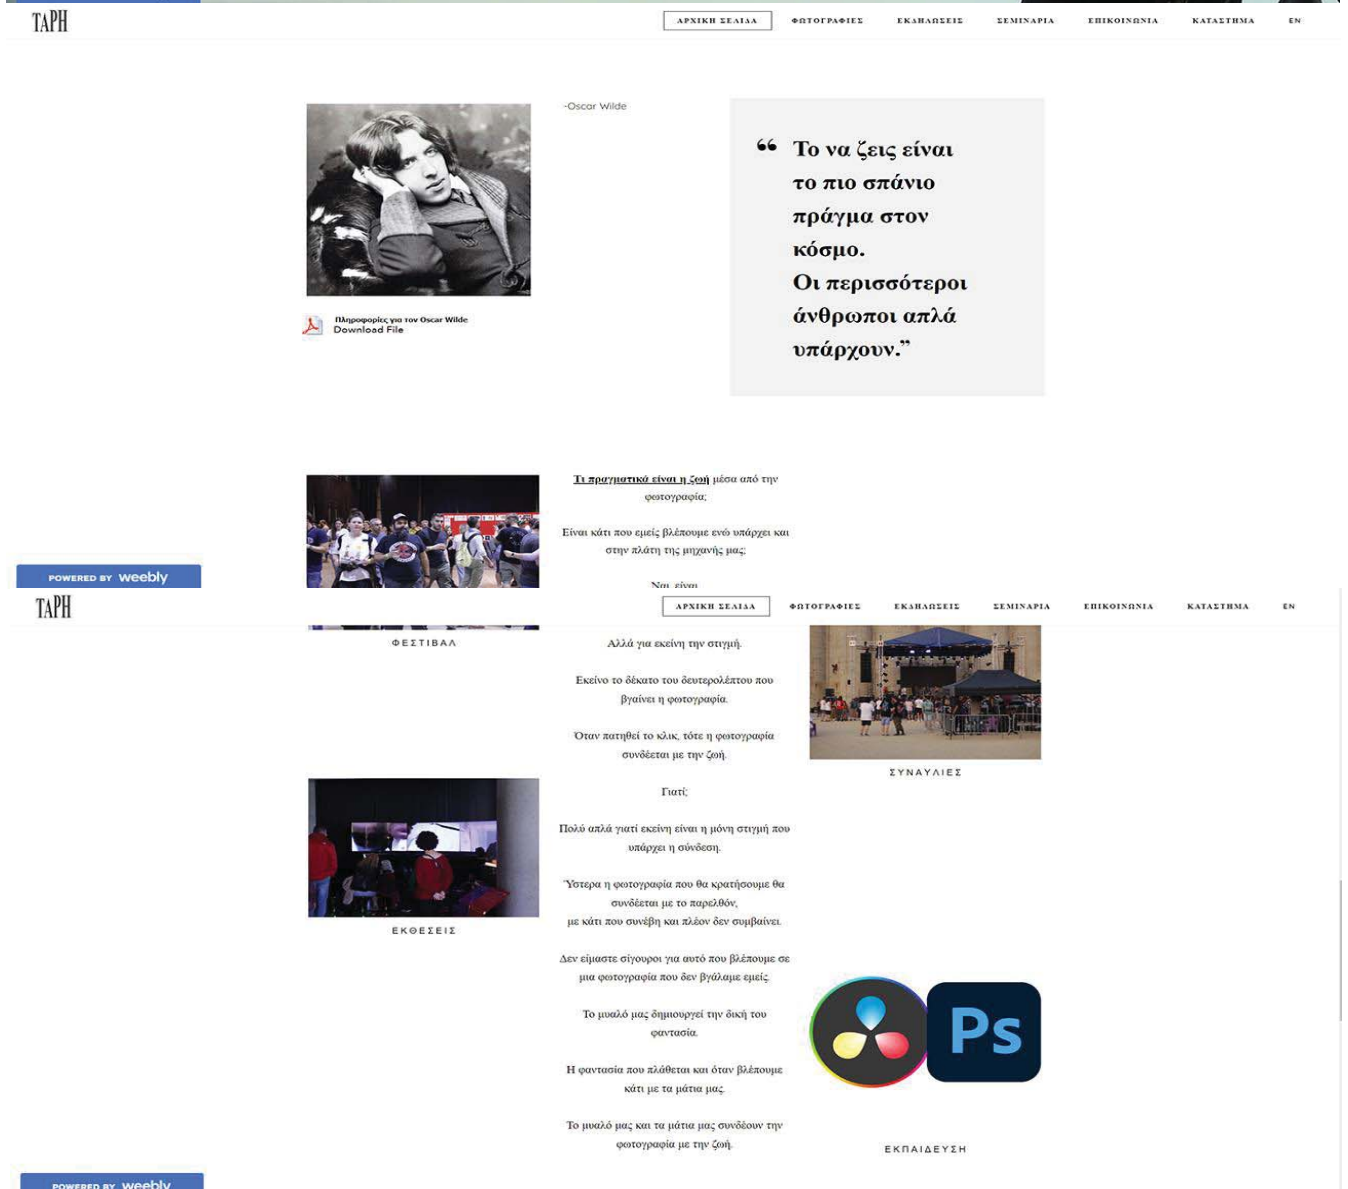 TAPH
ΑΡΧΙΚΗ ΣΕΛΙΔΑ ΦΩΤΟΓΡΑΦΙΕΣ ΕΚΔΗΛΩΣΕΙΣ ΣΕΜΙΝΑΡΙΑ ΕΠΙΚΟΙΝΩΝΙΑ ΚΑΤΑΣΤΗΜΑ EN
-Oscar Wilde
“ Το να ζεις είναι
το πιο σπάνιο
πράγμα στον
κόσμο.
Οι περισσότεροι
άνθρωποι απλά
υπάρχουν.”
Πληροφορίες για τον Oscar Wilde
Download File
Τι πραγματικά είναι η ζωή μέσα από την
φωτογραφία;
Είναι κάτι που εμείς βλέπουμε ενώ υπάρχει και
στην πλάτη της μηχανής μας;
Ναι, είναι
POWERED BY weebly
TAPH
ΑΡΧΙΚΗ ΣΕΛΙΔΑ ΦΩΤΟΓΡΑΦΙΕΣ ΕΚΔΗΛΩΣΕΙΣ ΣΕΜΙΝΑΡΙΑ ΕΠΙΚΟΙΝΩΝΙΑ ΚΑΤΑΣΤΗΜΑ EN
ΦΕΣΤΙΒΑΛ
Αλλά για εκείνη την στιγμή.
Εκείνο το δέκατο του δευτερολέπτου που
βγαίνει η φωτογραφία.
Όταν πατηθεί το κλικ, τότε η φωτογραφία
συνδέεται με την ζωή.
ΣΥΝΑΥΛΙΕΣ
Γιατί;
Πολύ απλά γιατί εκείνη είναι η μόνη στιγμή που
υπάρχει η σύνδεση.
Ύστερα η φωτογραφία που θα κρατήσουμε θα
συνδέεται με το παρελθόν,
με κάτι που συνέβη και πλέον δεν συμβαίνει.
ΕΚΘΕΣΕΙΣ
Δεν είμαστε σίγουροι για αυτό που βλέπουμε σε
μια φωτογραφία που δεν βγάλαμε εμείς.
Το μυαλό μας δημιουργεί την δική του
φαντασία.
Ps
Η φαντασία που πλάθεται και όταν βλέπουμε
κάτι με τα μάτια μας.
Το μυαλό μας και τα μάτια μας συνδέουν την
φωτογραφία με την ζωή.
ΕΚΠΑΙΔΕΥΣΗ
POWERED BY weebly